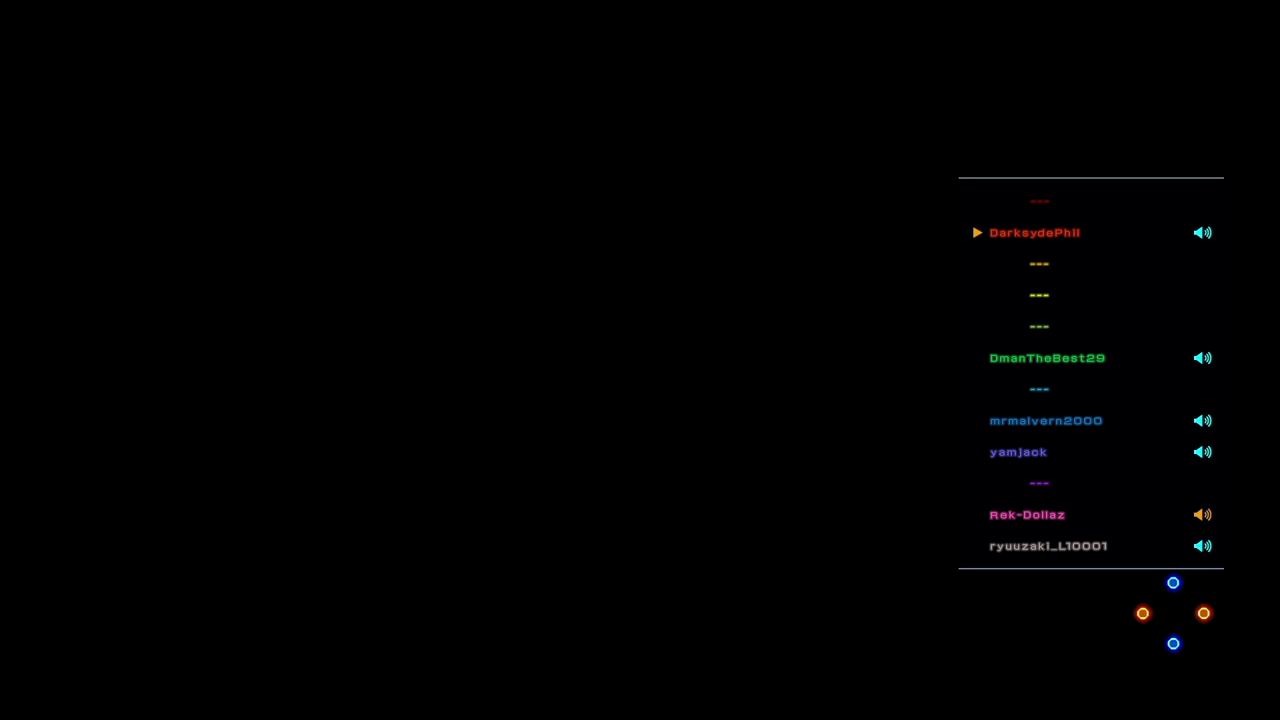 ---
DarksydePhil
---
---
---
DmanTheBest29
---
mrmalvern2000
yamjack
---
Rek-Dollaz
ryuuzaki_L10001